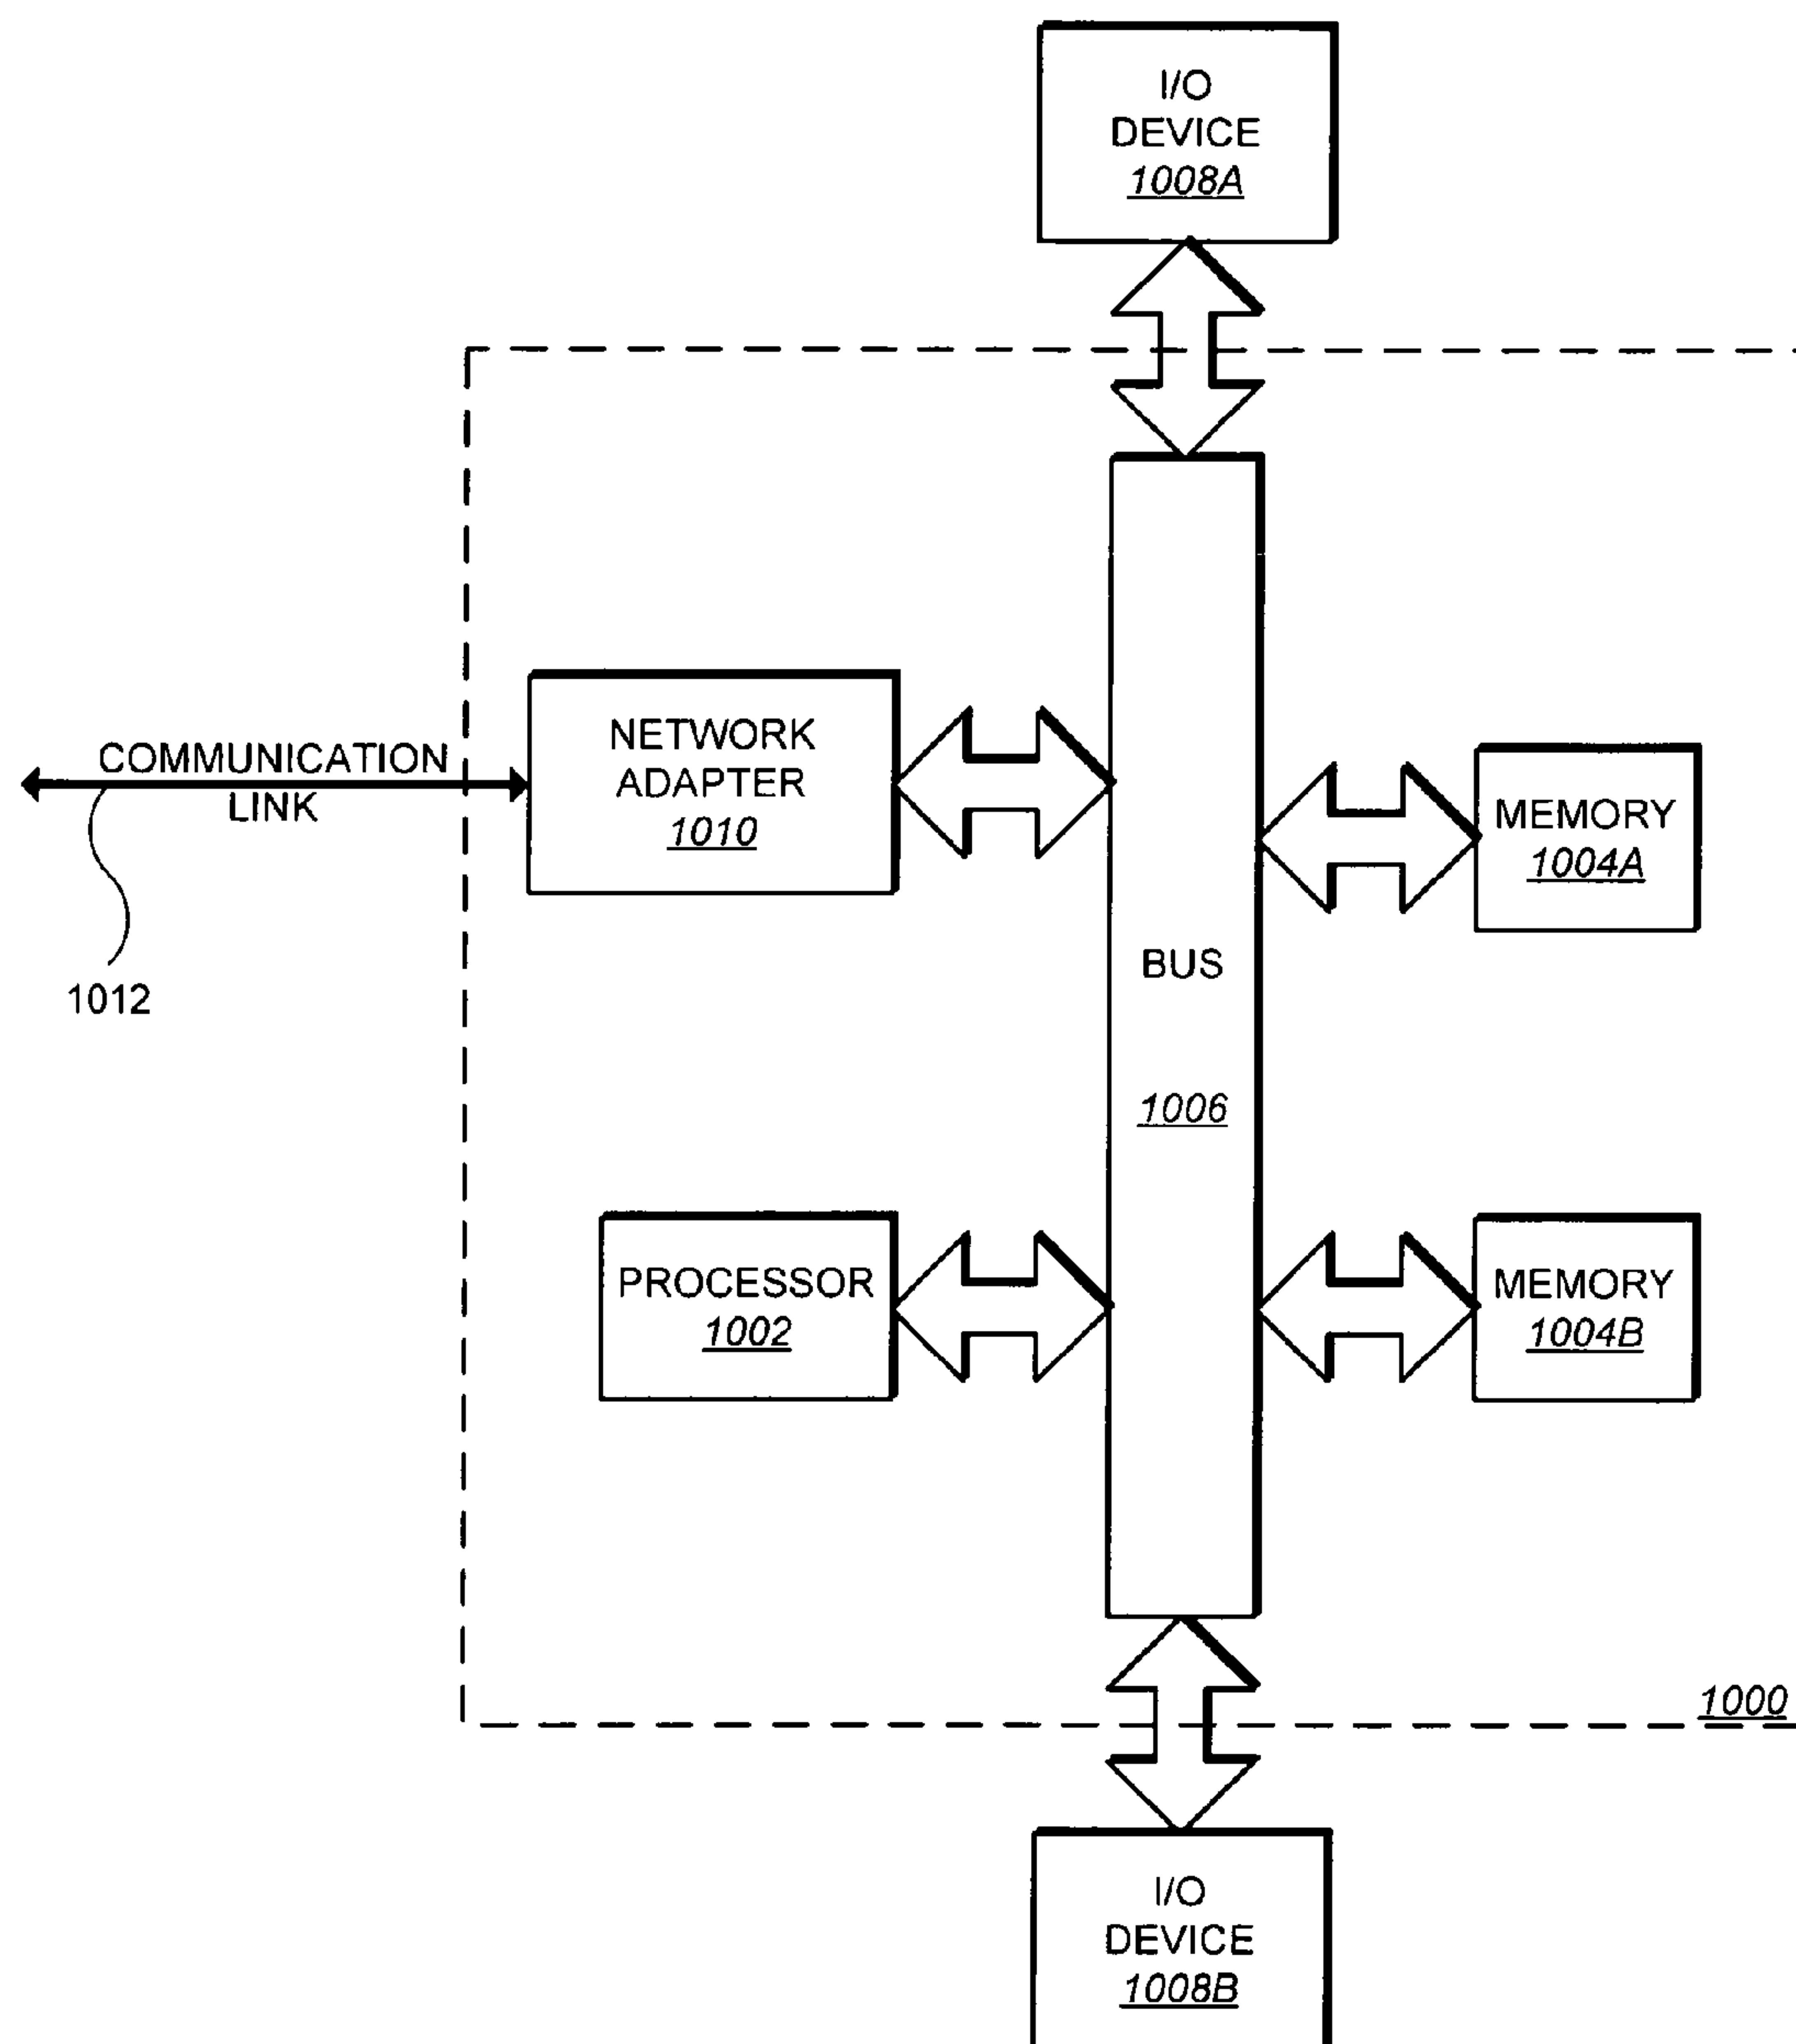 I/O
DEVICE
1008A
COMMUNICATION
LINK
1012
NETWORK
ADAPTER
1010
MEMORY
1004A
BUS
1006
PROCESSOR
1002
MEMORY
1004B
1000
I/O
DEVICE
1008B